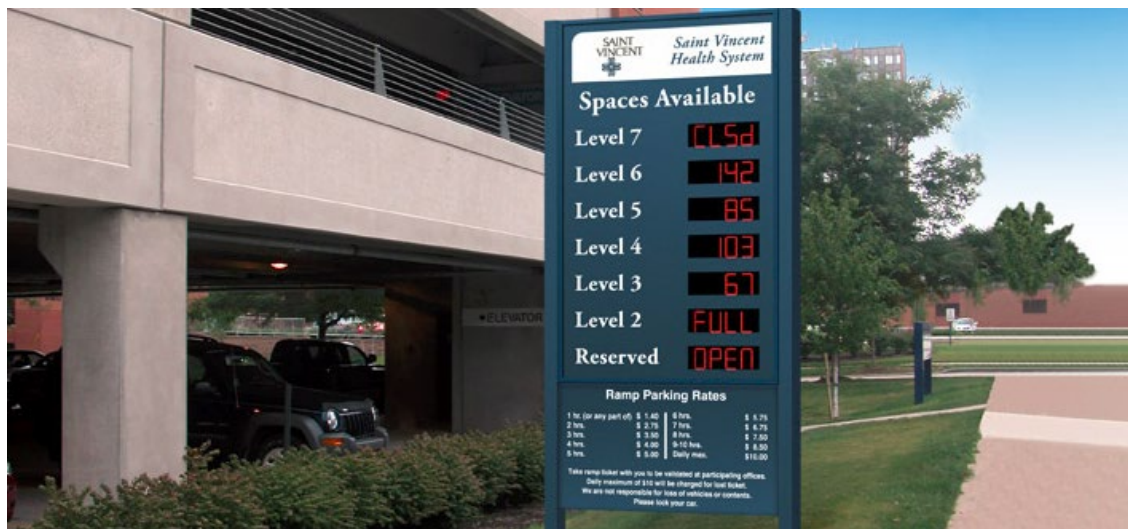 SAINT
VINCENT
Saint Vincent
Health System
Spaces Available
Level 7 CLSd
Level 6 142
Level 5 85
Level 4 103
Level 3 67
Level 2 FULL
Reserved OPEN
ELEVATOR
Ramp Parking Rates
1 hr. (or any part of) $ 1.40 6 hrs. $ 5.75
2 hrs. $ 2.75 7 hrs. $ 6.75
3 hrs. $ 3.50 8 hrs. $ 7.50
4 hrs. $ 4.00 9-10 hrs. $ 8.50
5 hrs. $ 5.00 Daily max. $10.00
Take ramp ticket with you to be validated at participating offices.
Daily maximum of $10 will be charged for lost ticket.
We are not responsible for loss of vehicles or contents.
Please lock your car.